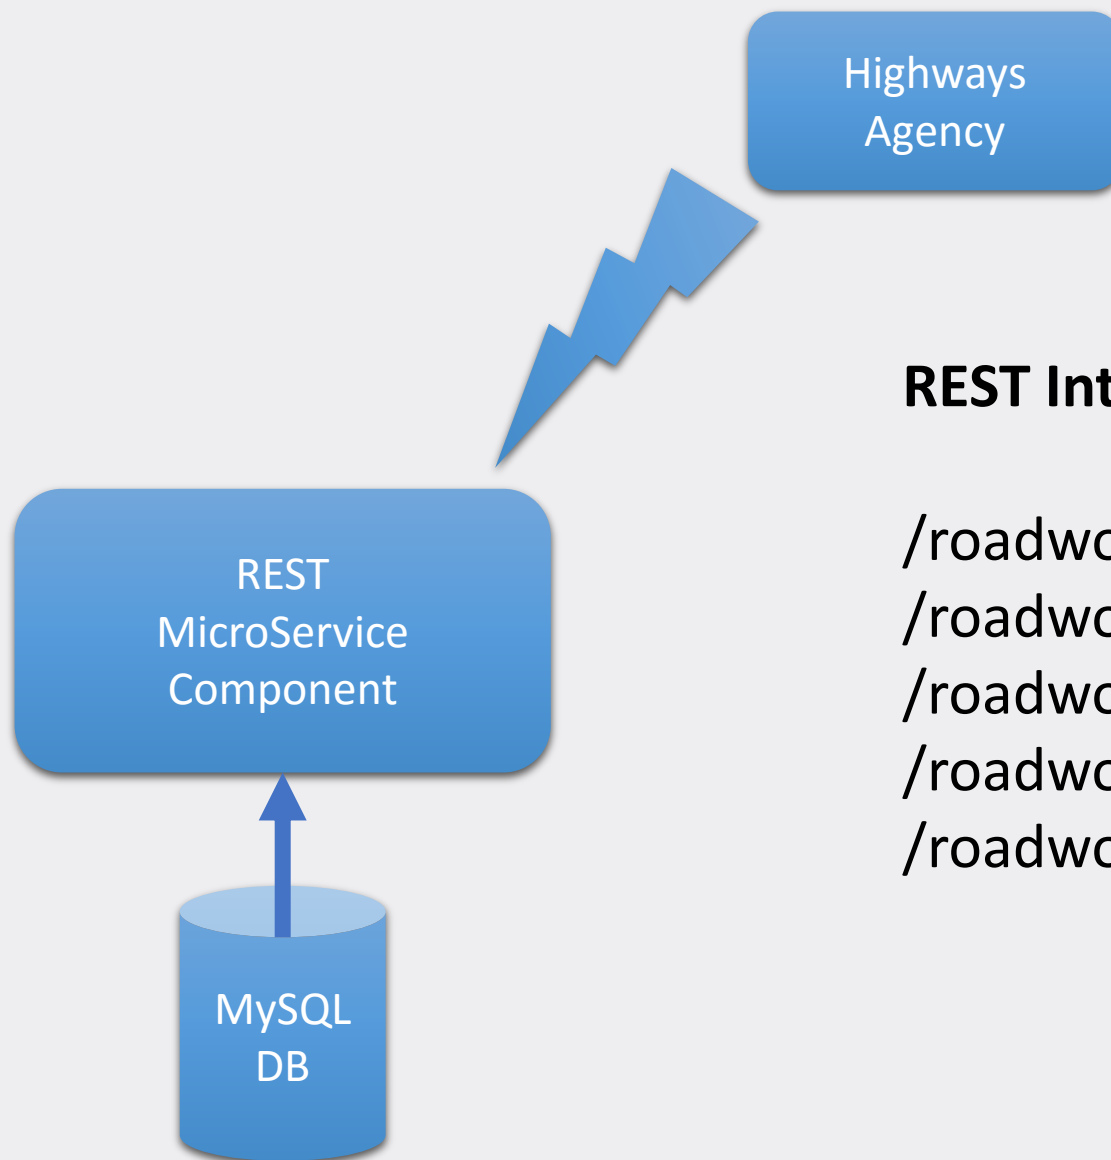 Highways
Agency
REST Int
/roadwo
/roadwo
/roadwo
/roadwo
/roadwo
REST
MicroService
Component
MySQL
DB